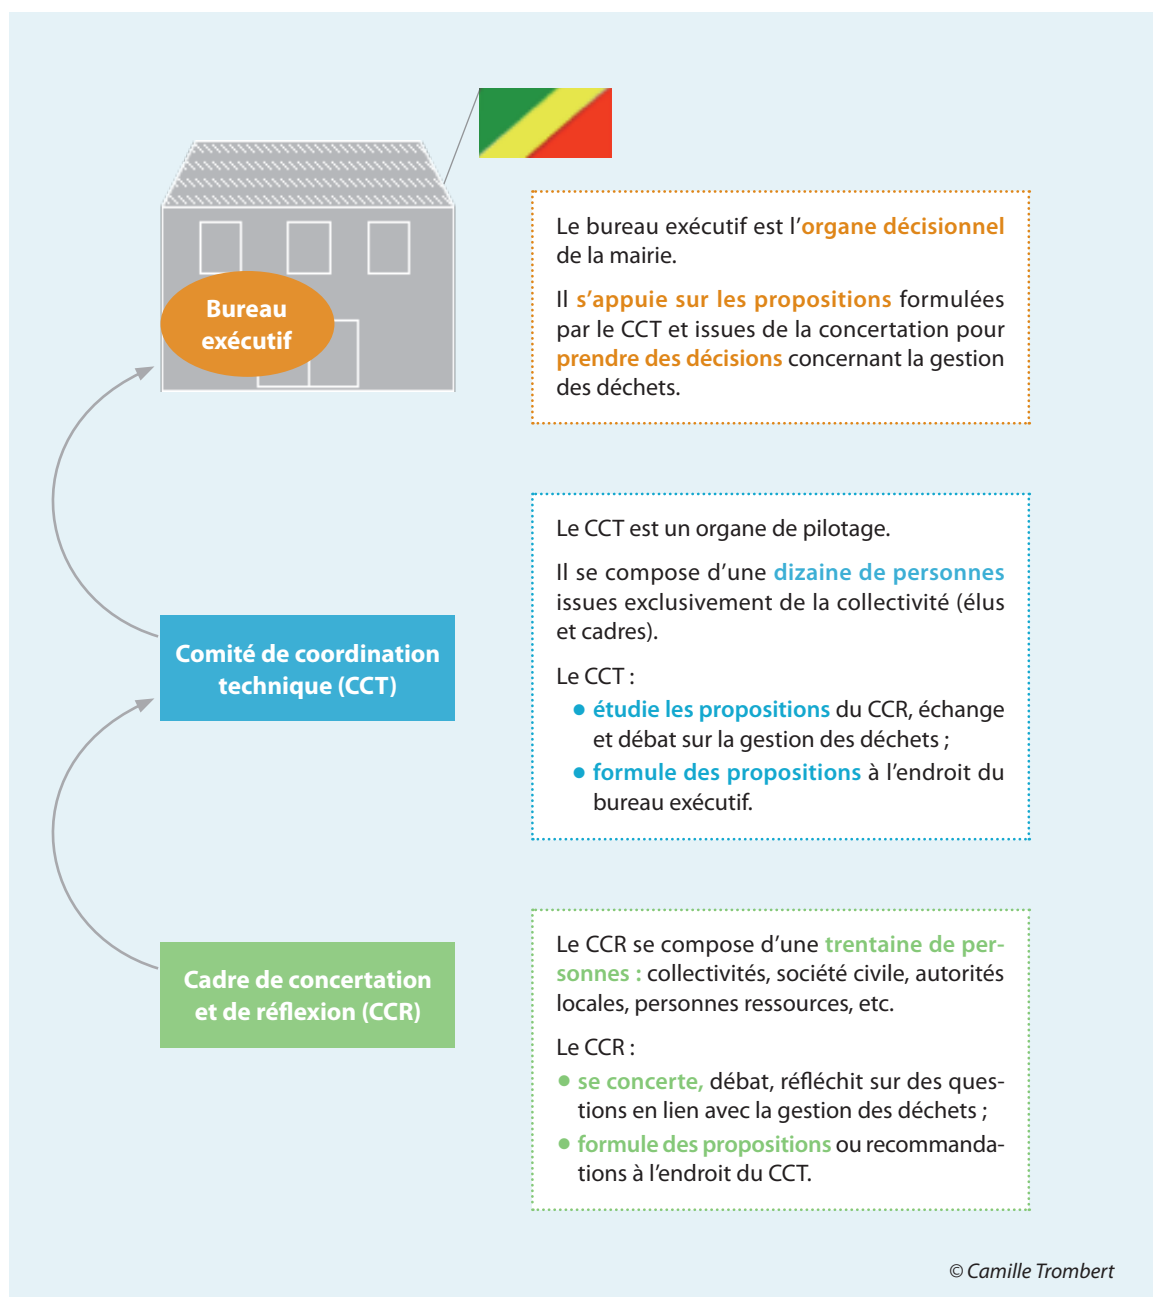 Le bureau exécutif est l’organe décisionnel
de la mairie.
Il s’appuie sur les propositions formulées
par le CCT et issues de la concertation pour
prendre des décisions concernant la gestion
des déchets.
Bureau
exécutif
Le CCT est un organe de pilotage.
Il se compose d’une dizaine de personnes
issues exclusivement de la collectivité (élus
et cadres).
Le CCT :
• étudie les propositions du CCR, échange
et débat sur la gestion des déchets ;
• formule des propositions à l’endroit du
bureau exécutif.
Comité de coordination
technique (CCT)
Le CCR se compose d’une trentaine de per-
sonnes : collectivités, société civile, autorités
locales, personnes ressources, etc.
Le CCR :
• se concerte, débat, réfléchit sur des ques-
tions en lien avec la gestion des déchets ;
• formule des propositions ou recommanda-
tions à l’endroit du CCT.
Cadre de concertation
et de réflexion (CCR)
© Camille Trombert